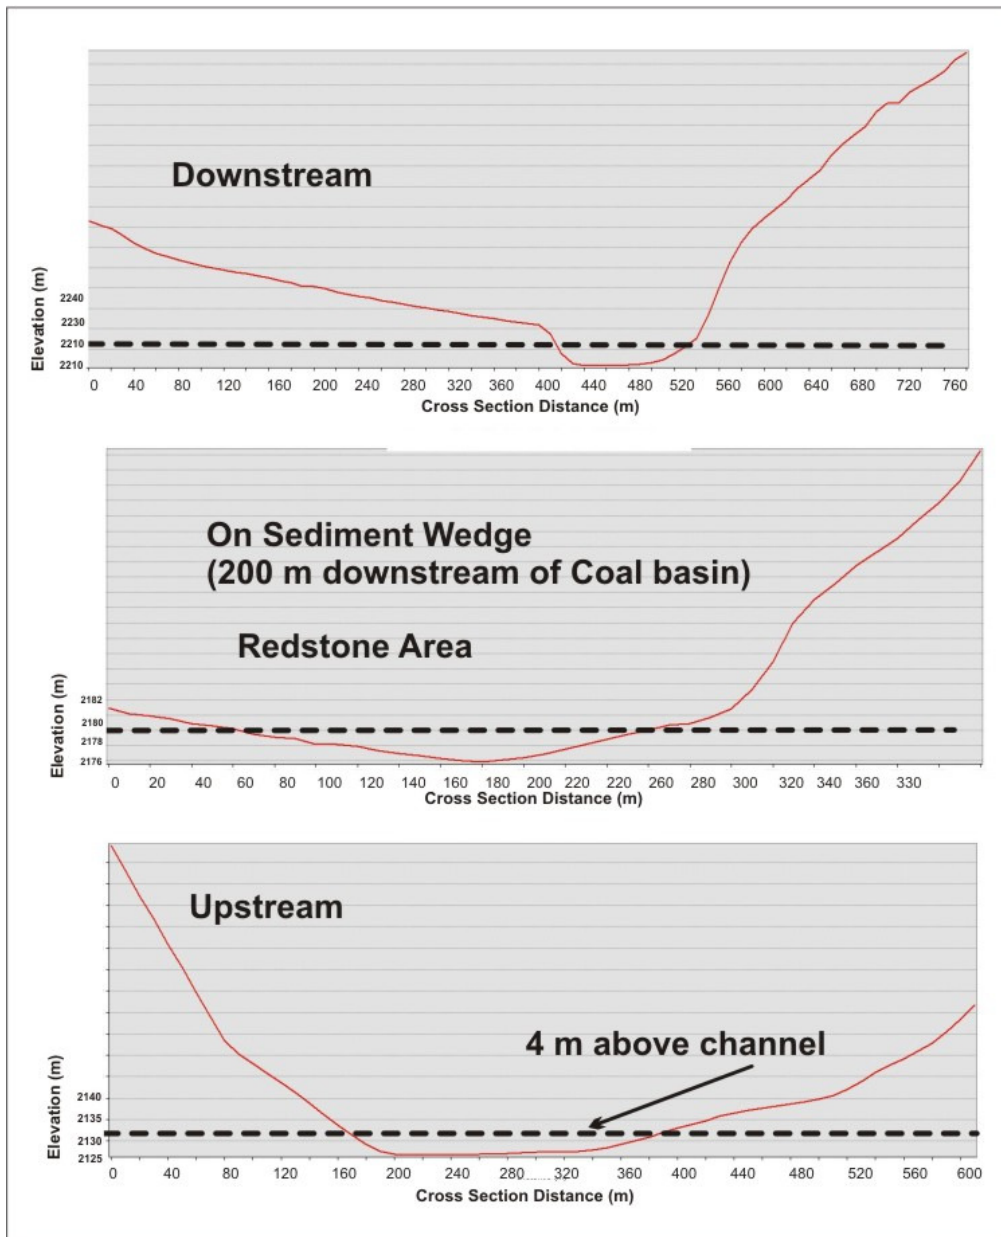 Downstream
Elevation (m)
2240
2230
2210
2210
0 40 80 120 160 200 240 280 320 360 400 440 480 520 560 600 640 680 720 760
Cross Section Distance (m)
On Sediment Wedge
(200 m downstream of Coal basin)
Redstone Area
Elevation (m)
2182
2180
2178
2176
0 20 40 60 80 100 120 140 160 180 200 220 220 260 280 300 320 340 360 330
Cross Section Distance (m)
Upstream
4 m above channel
Elevation (m)
2140
2135
2130
2125
0 40 80 120 160 200 240 280 320 360 400 440 480 520 560 600
Cross Section Distance (m)